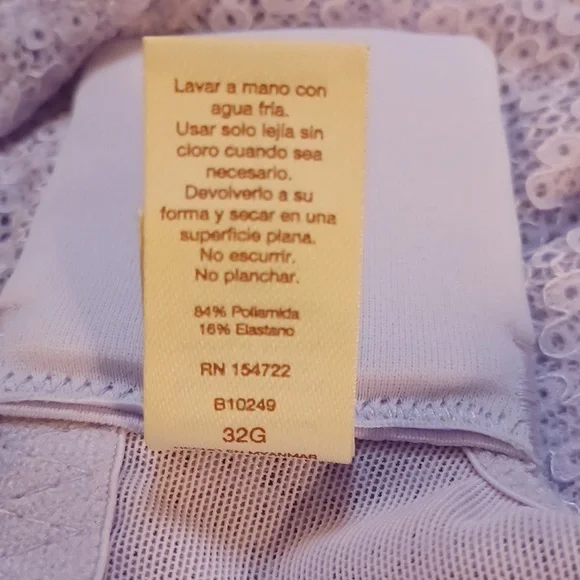 Lavar a mano con
agua fría.
Usar solo lejía sin
cloro cuando sea
necesario.
Devolverlo a su
forma y secar en una
superficie plana.
No escurrir.
No planchar.
84% Poliamida
16% Elastano
RN 154722
B10249
32G
MYANMAR